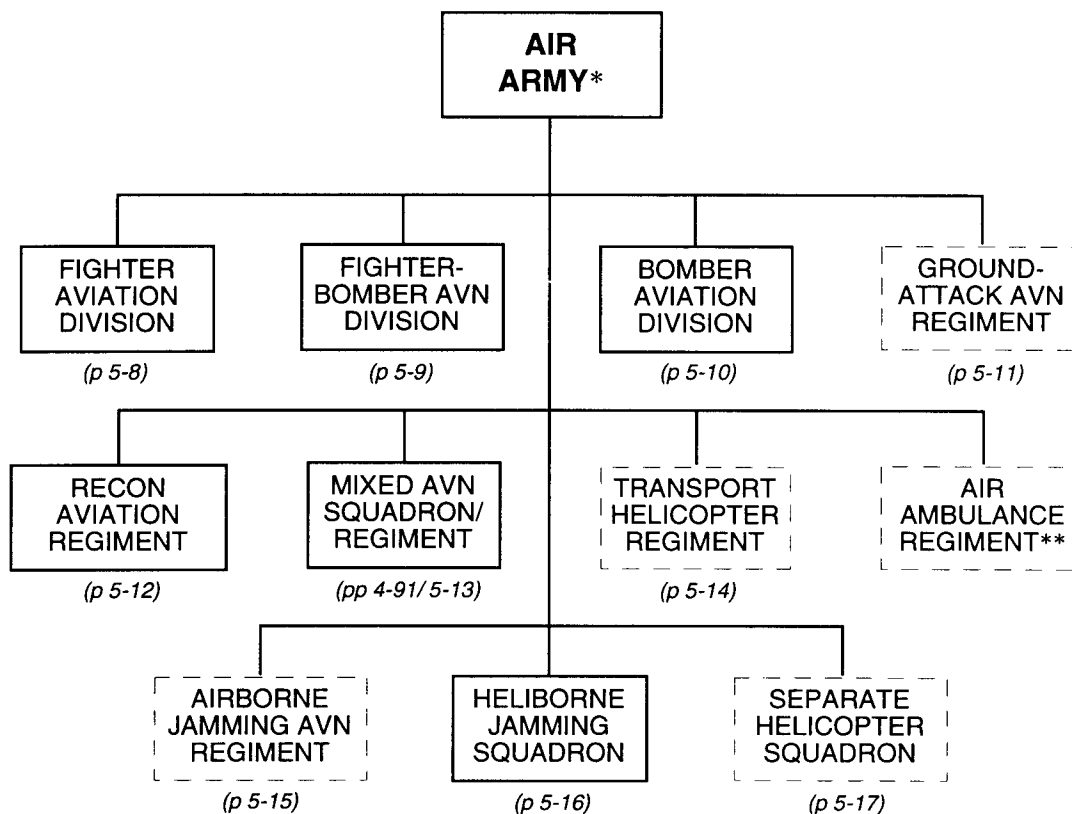 AIR
ARMY*
FIGHTER
AVIATION
DIVISION
(p 5-8)
FIGHTER-
BOMBER AVN
DIVISION
(p 5-9)
BOMBER
AVIATION
DIVISION
(p 5-10)
GROUND-
ATTACK AVN
REGIMENT
(p 5-11)
RECON
AVIATION
REGIMENT
(p 5-12)
MIXED AVN
SQUADRON/
REGIMENT
(pp 4-91/ 5-13)
TRANSPORT
HELICOPTER
REGIMENT
(p 5-14)
AIR
AMBULANCE
REGIMENT**
AIRBORNE
JAMMING AVN
REGIMENT
(p 5-15)
HELIBORNE
JAMMING
SQUADRON
(p 5-16)
SEPARATE
HELICOPTER
SQUADRON
(p 5-17)